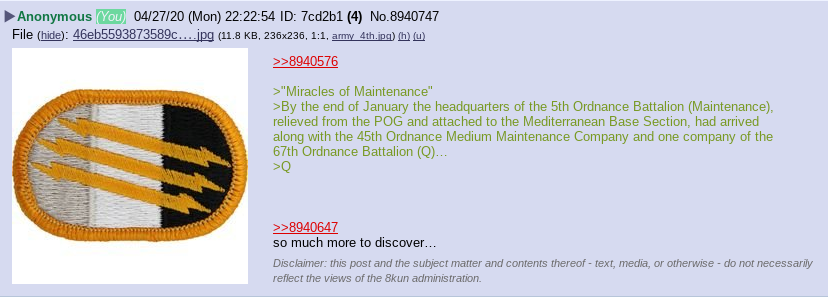 ▶Anonymous (You) 04/27/20 (Mon) 22:22:54 ID: 7cd2b1 (4) No.8940747
File (hide): 46eb5593873589c….jpg (11.8 KB, 236x236, 1:1, army_4th.jpg) (h) (u)
>>8940576
>"Miracles of Maintenance"
>By the end of January the headquarters of the 5th Ordnance Battalion (Maintenance),
relieved from the POG and attached to the Mediterranean Base Section, had arrived
along with the 45th Ordnance Medium Maintenance Company and one company of the
67th Ordnance Battalion (Q)…
>Q
>>8940647
so much more to discover…
Disclaimer: this post and the subject matter and contents thereof - text, media, or otherwise - do not necessarily
reflect the views of the 8kun administration.